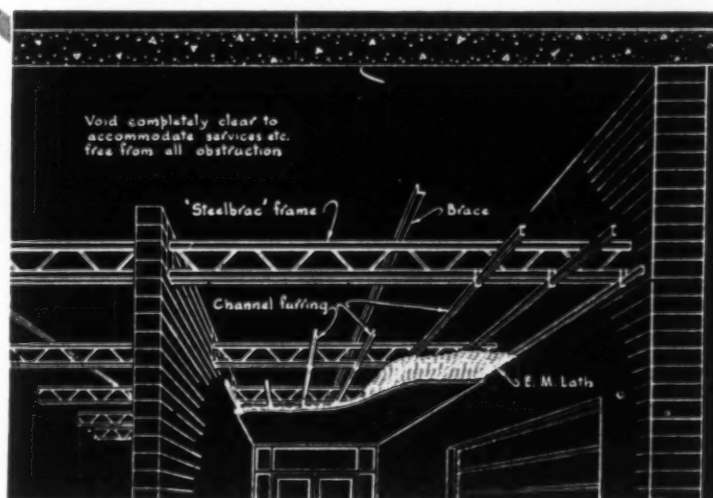 Void completely clear to
accommodate services etc.
free from all obstruction
'Steelbrac' frame
Brace
Channel furring
E. M. Lath